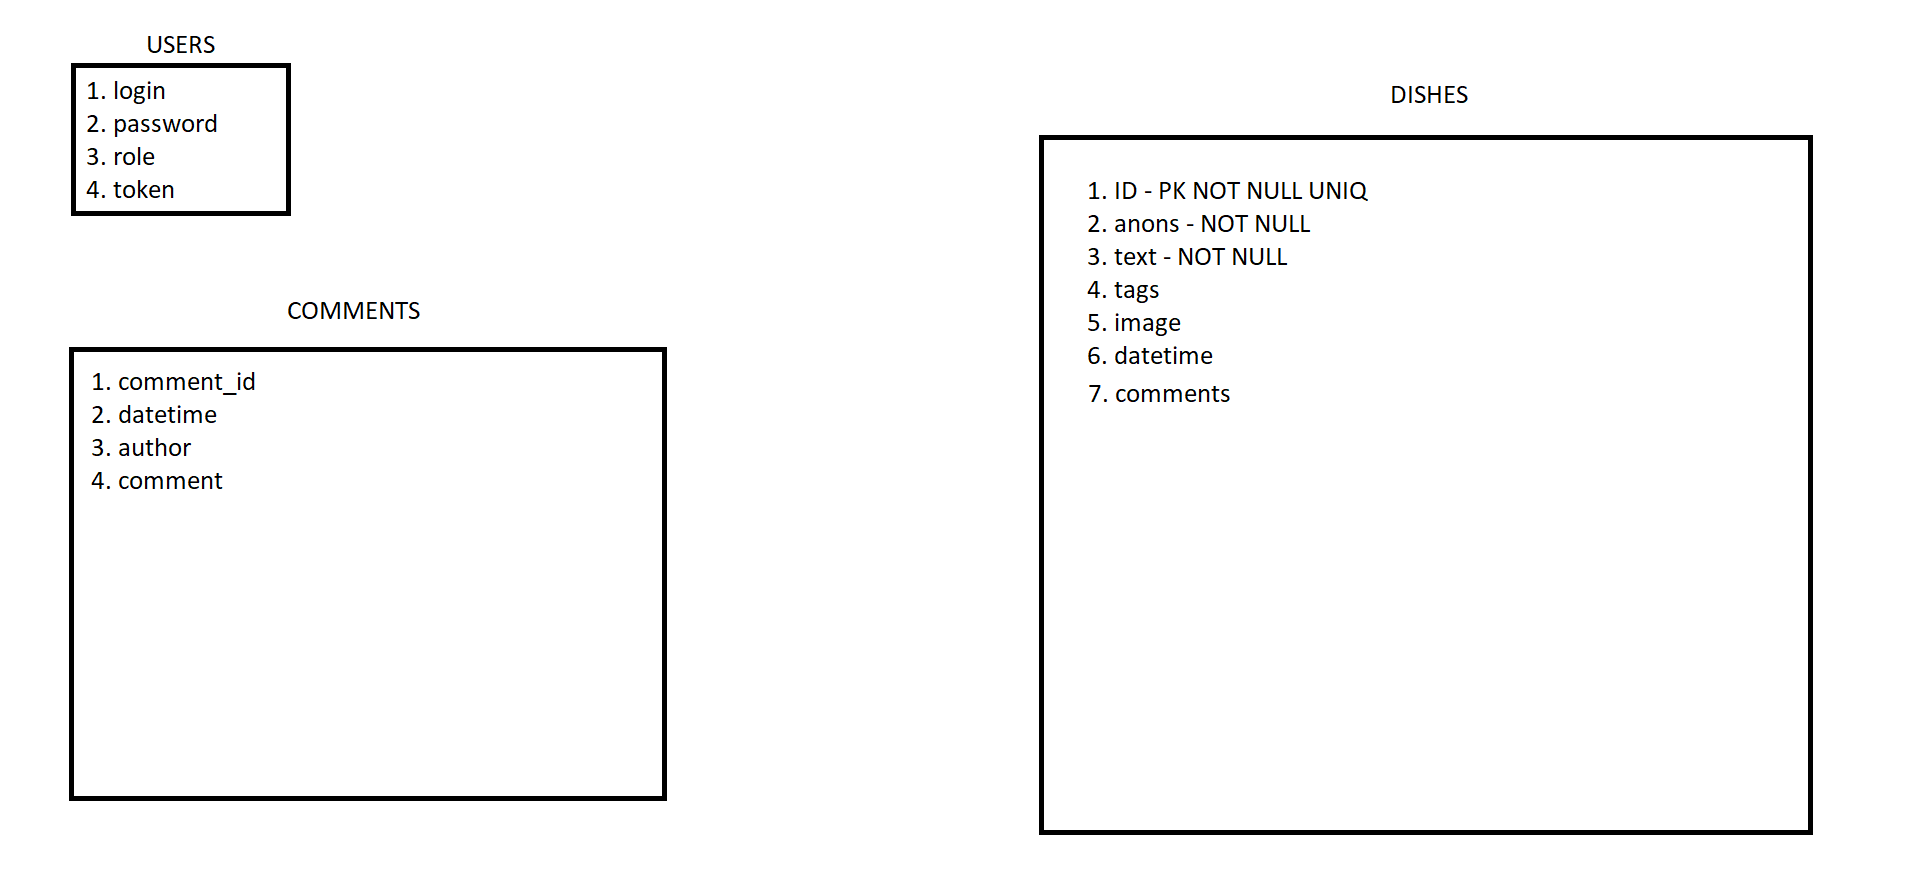 USERS
1. login
2. password
3. role
4. token
COMMENTS
1. comment_id
2. datetime
3. author
4. comment
DISHES
1. ID - PK NOT NULL UNIQ
2. anons - NOT NULL
3. text - NOT NULL
4. tags
5. image
6. datetime
7. comments